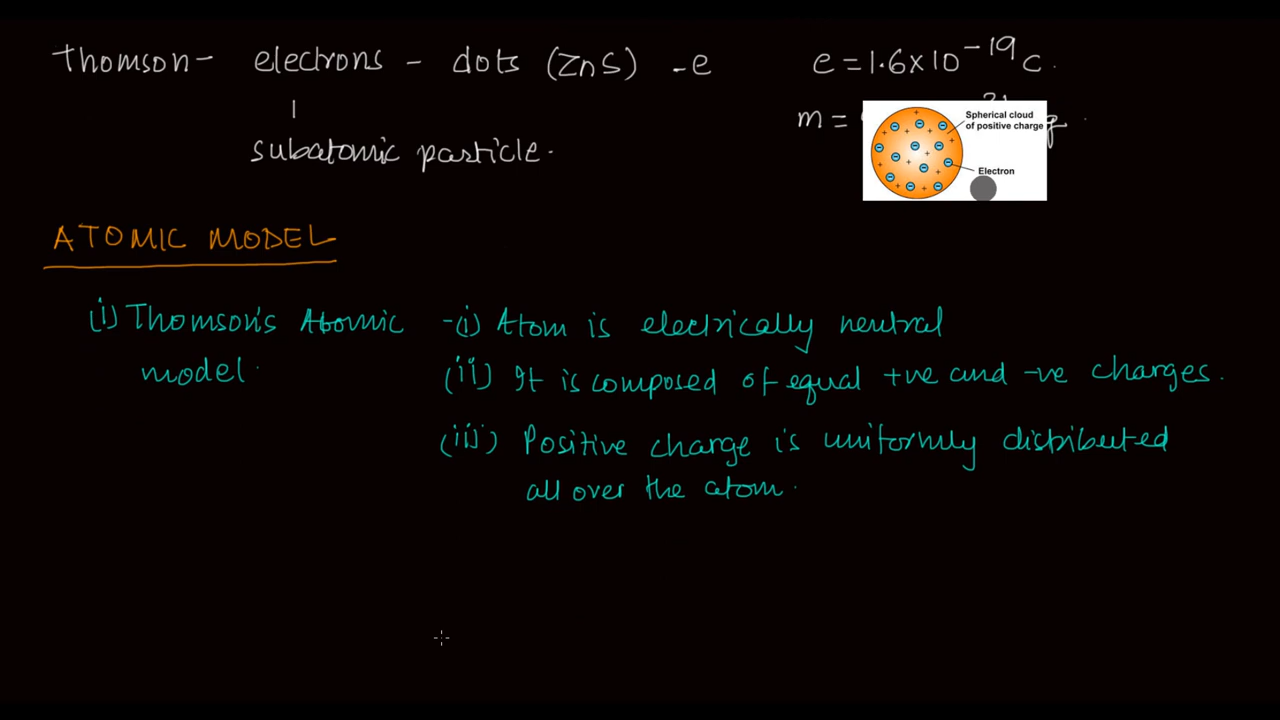 Thomson - electrons - dots (ZnS) -e e = 1.6×10⁻¹⁹ C.
m =
Spherical cloud
of positive charge
subatomic particle.
Electron
ATOMIC MODEL
(i) Thomson's Atomic -(i) Atom is electrically neutral
model. (ii) It is composed of equal +ve and -ve charges.
(iii) Positive charge is uniformly distributed
all over the atom.